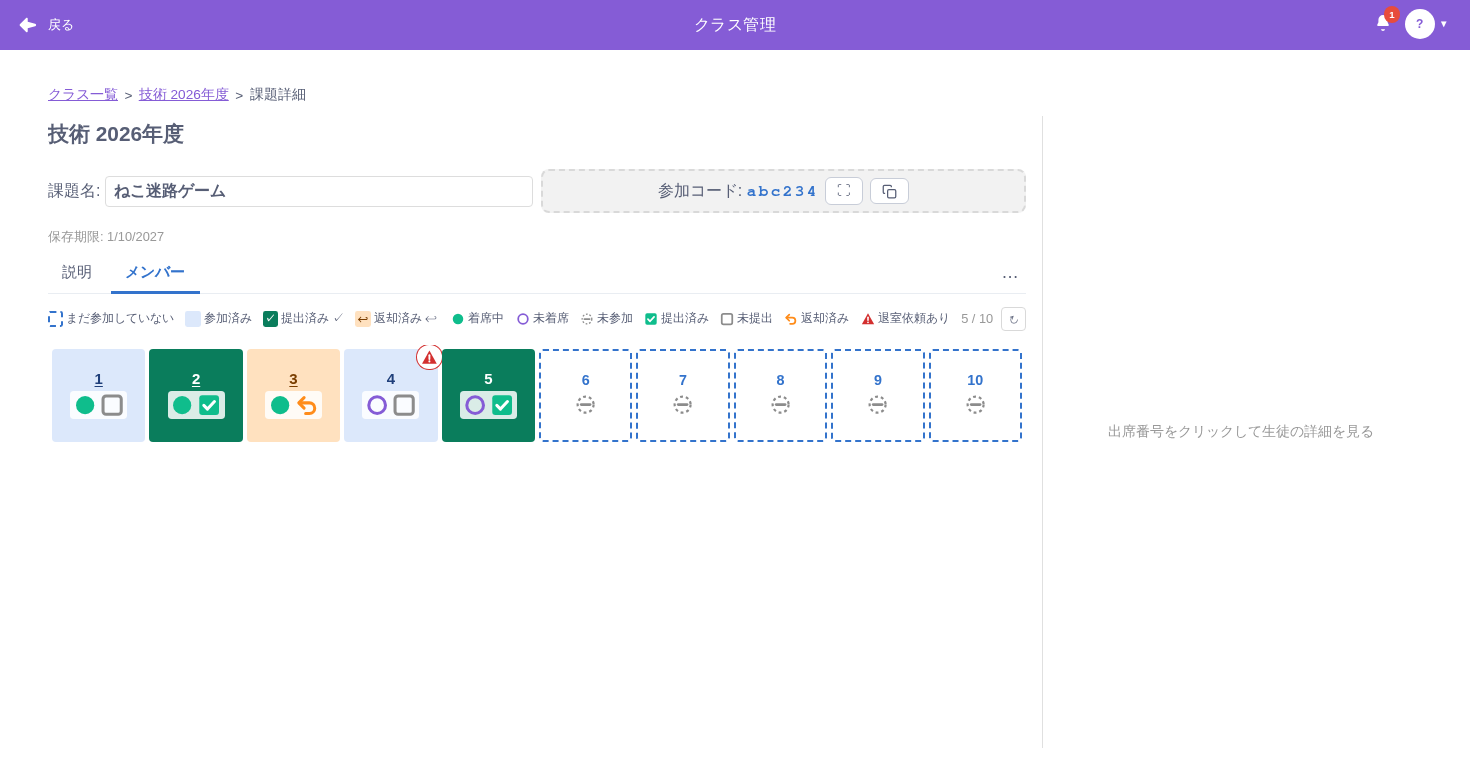 戻る
クラス管理
1
?
クラス一覧 > 技術 2026年度 > 課題詳細
技術 2026年度
課題名: ねこ迷路ゲーム
参加コード: abc234
保存期限: 1/10/2027
説明
メンバー
...
まだ参加していない 参加済み ✓ 提出済み ✓ ↩ 返却済み ↩ 着席中 未着席 未参加 提出済み 未提出 返却済み 退室依頼あり 5 / 10
1 2 3 4 5 6 7 8 9 10
出席番号をクリックして生徒の詳細を見る